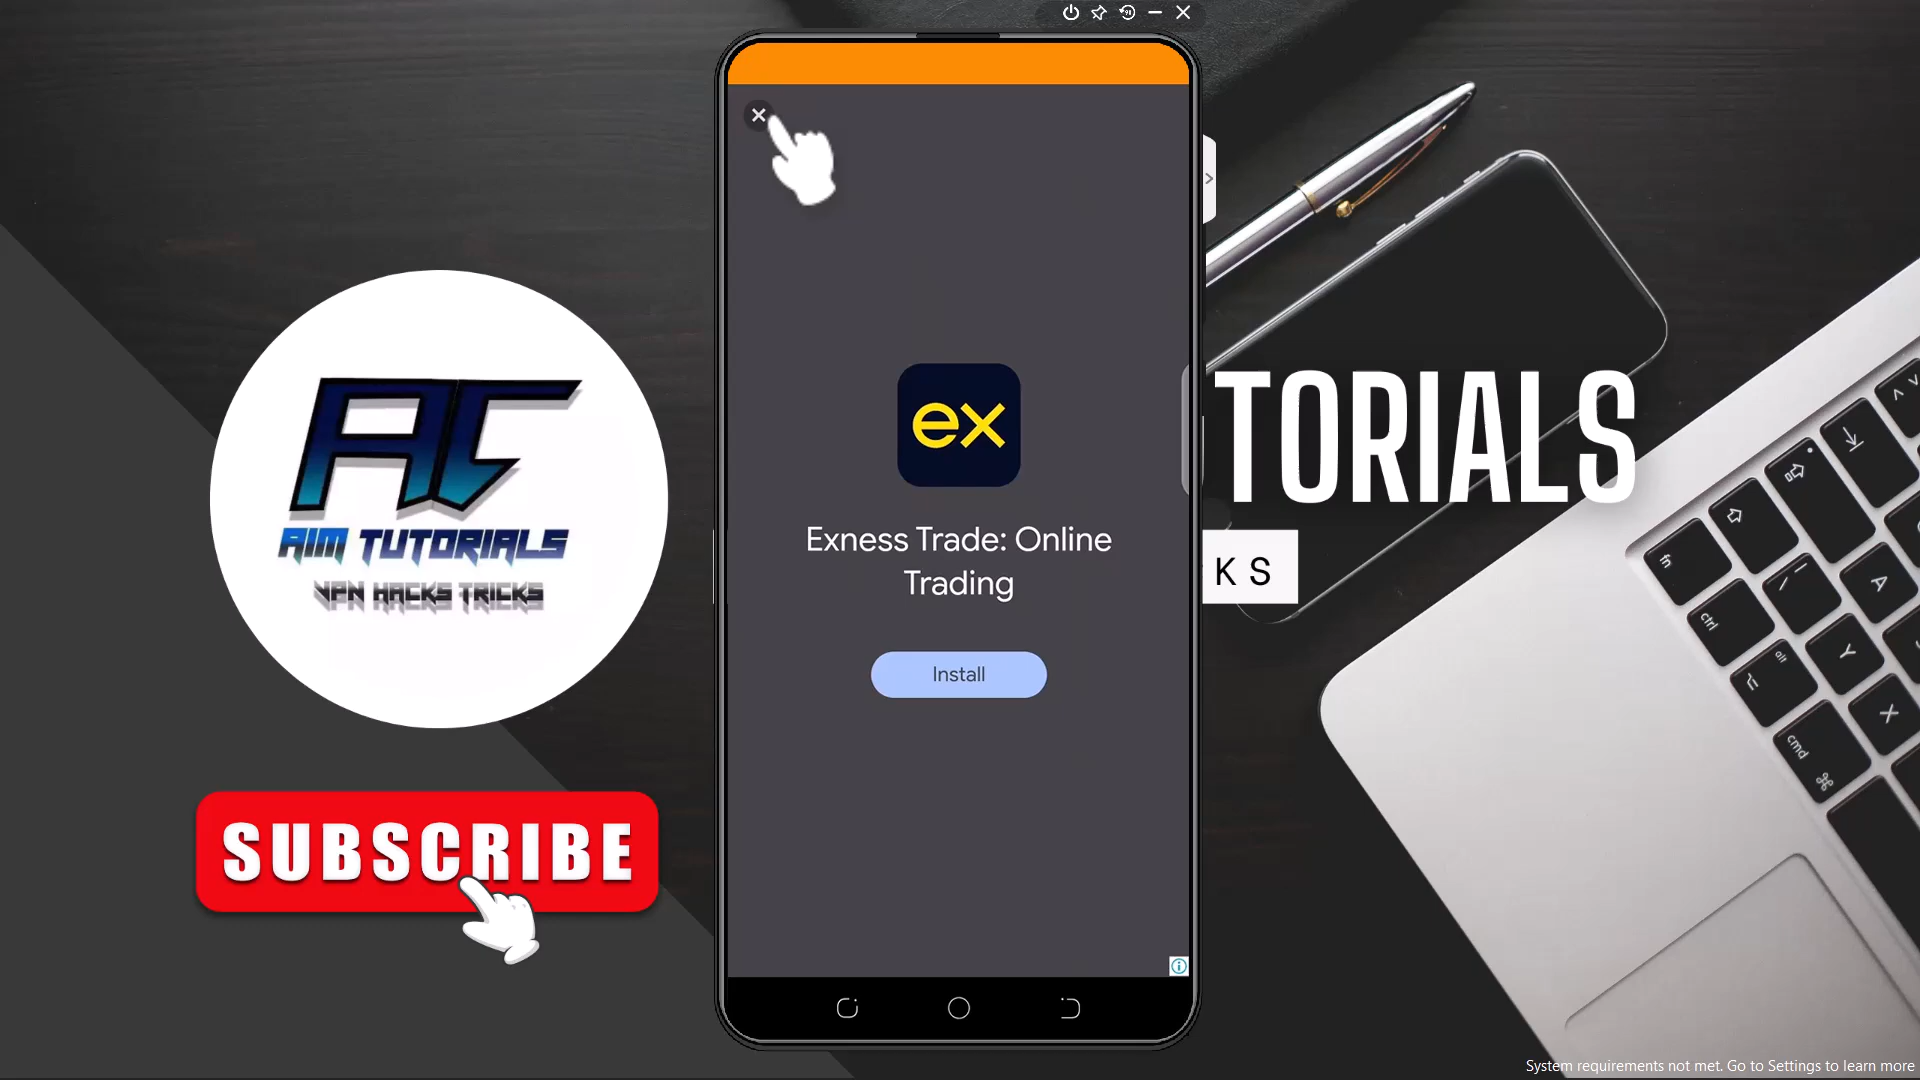 AIM TUTORIALS
VPN HACKS TRICKS
SUBSCRIBE
ex
Exness Trade: Online
Trading
Install
TORIALS
KS
fn
ctrl
alt
cmd
A
Y
X
System requirements not met. Go to Settings to learn more